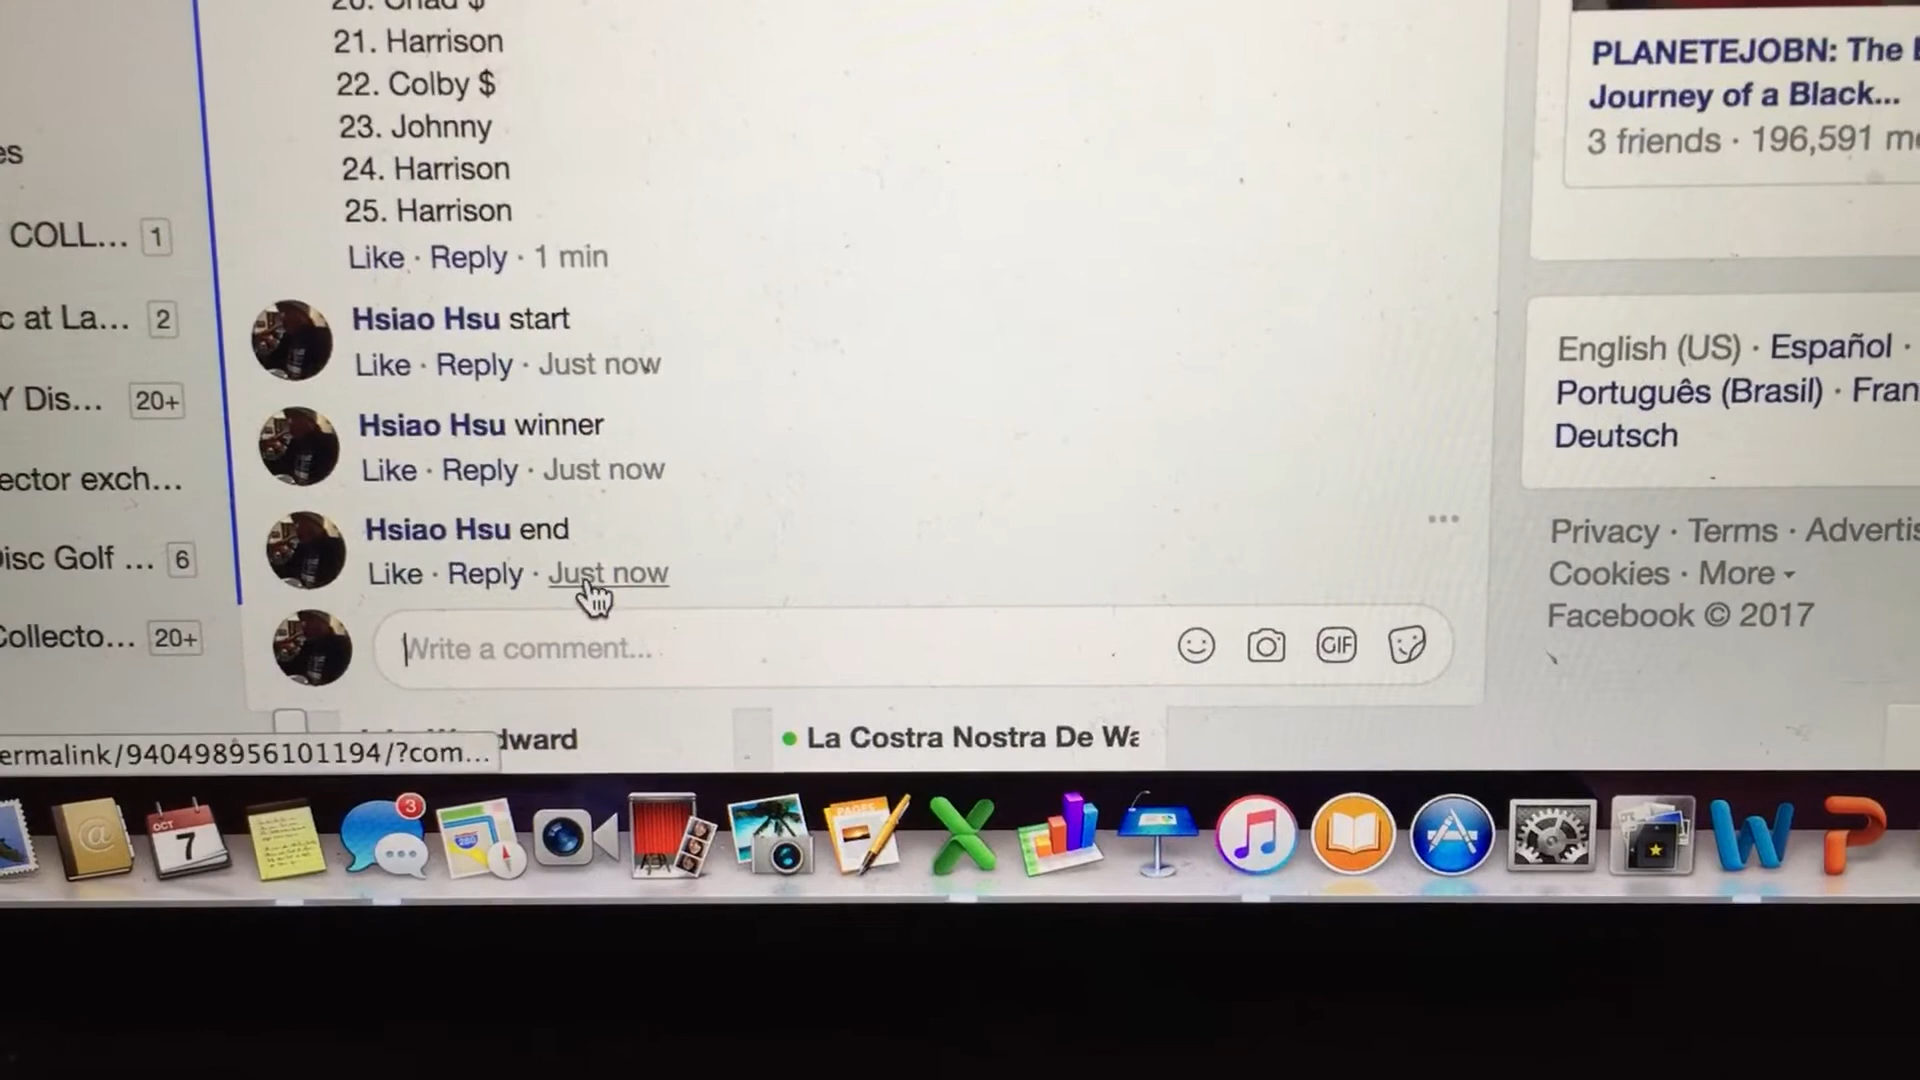 21. Harrison
22. Colby $
23. Johnny
24. Harrison
25. Harrison
Like · Reply · 1 min
Hsiao Hsu start
Like · Reply · Just now
Hsiao Hsu winner
Like · Reply · Just now
Hsiao Hsu end
Like · Reply · Just now
Write a comment...
GIF
es
COLL... 1
c at La... 2
Y Dis... 20+
ector exch...
Disc Golf ... 6
Collecto... 20+
PLANETEJOBN: The
Journey of a Black...
3 friends · 196,591
English (US) · Español ·
Português (Brasil) · Fran
Deutsch
Privacy · Terms · Advertis
Cookies · More
Facebook © 2017
dward
La Costra Nostra De Wa
ermalink/940498956101194/?com...
OCT
7
3
PAGES